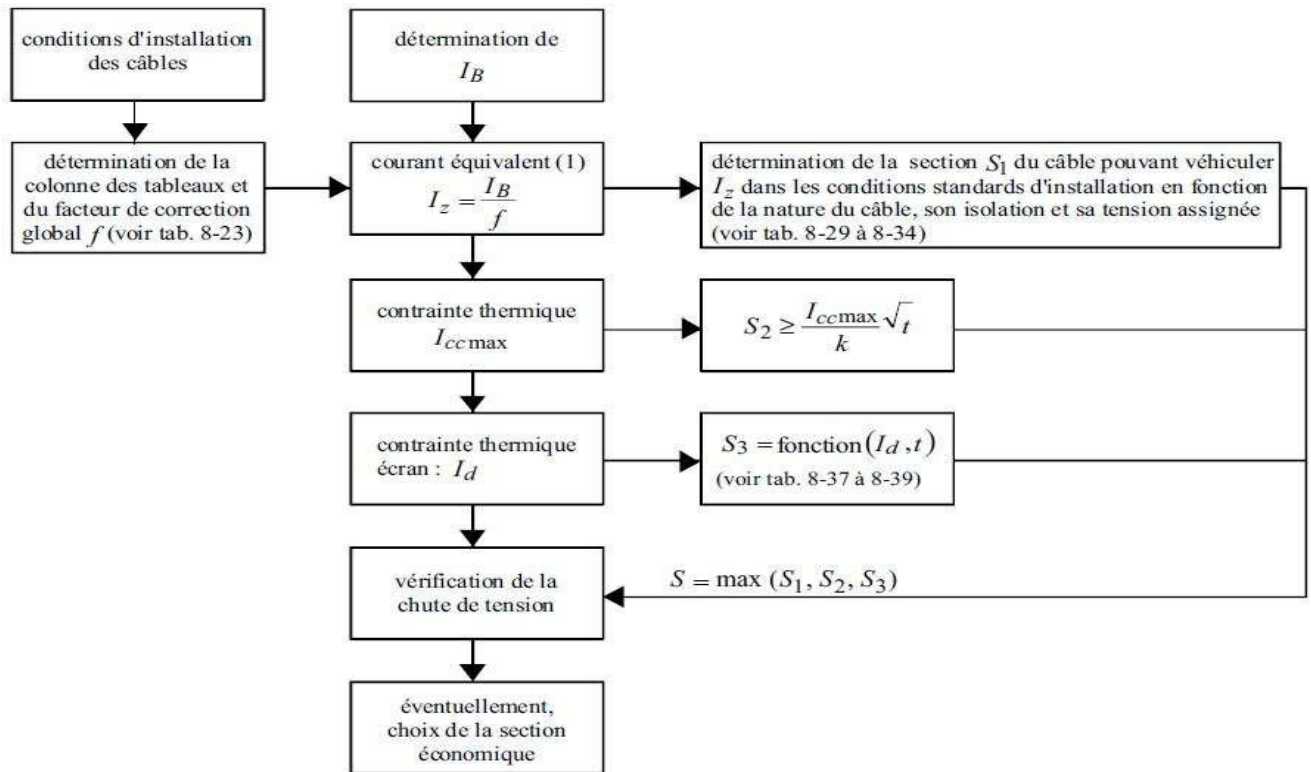 conditions d'installation
des câbles
détermination de
I_B
détermination de la
colonne des tableaux et
du facteur de correction
global f (voir tab. 8-23)
courant équivalent (1)
I_z = I_B / f
détermination de la section S_1 du câble pouvant véhiculer
I_z dans les conditions standards d'installation en fonction
de la nature du câble, son isolation et sa tension assignée
(voir tab. 8-29 à 8-34)
contrainte thermique
I_cc max
S_2 ≥ I_cc max / k √t
contrainte thermique
écran : I_d
S_3 = fonction(I_d, t)
(voir tab. 8-37 à 8-39)
vérification de la
chute de tension
S = max (S_1, S_2, S_3)
éventuellement,
choix de la section
économique